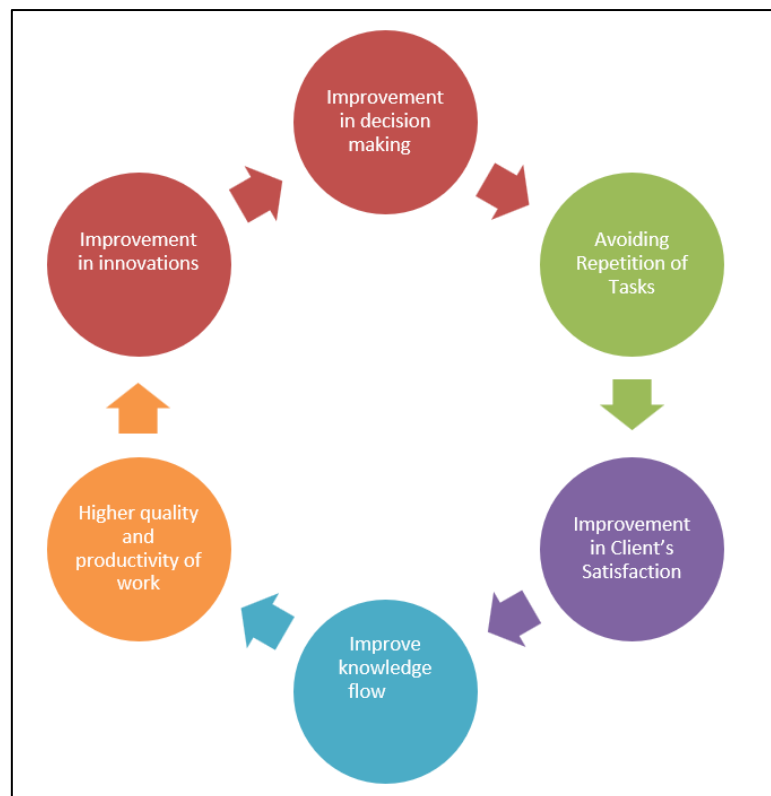 Improvement
in decision
making
Avoiding
Repetition of
Tasks
Improvement
in Client’s
Satisfaction
Improve
knowledge
flow
Higher quality
and
productivity of
work
Improvement
in innovations